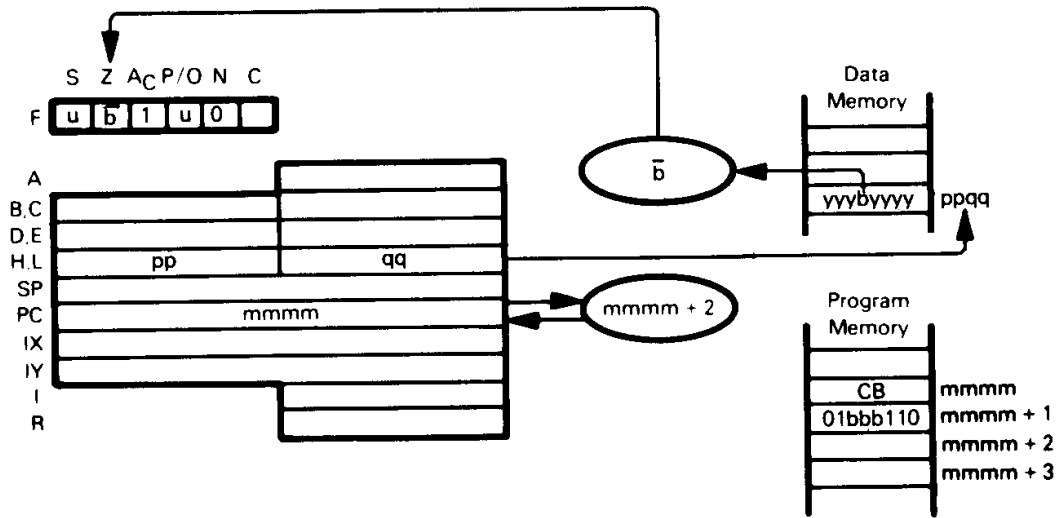 S Z AC P/O N C
F u b̅ 1 u 0
A
B,C
D,E
H,L pp qq
SP
PC mmmm
IX
IY
I
R
b̅
mmmm + 2
Data
Memory
yyybyyyy ppqq
Program
Memory
CB mmmm
01bbb110 mmmm + 1
mmmm + 2
mmmm + 3